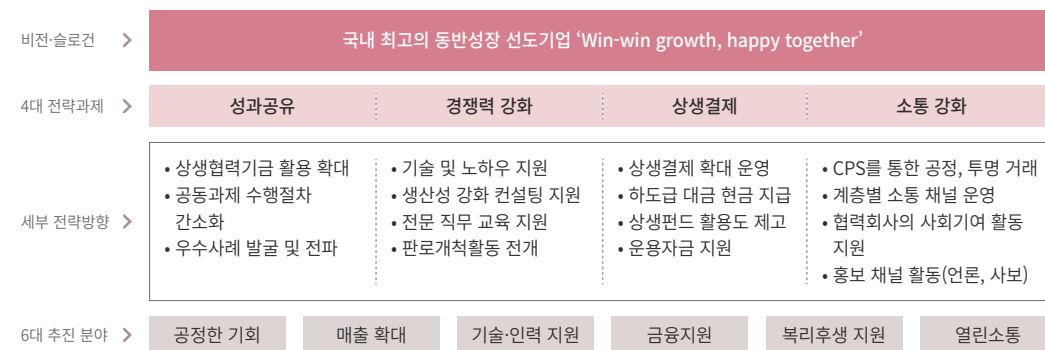 비전·슬로건
국내 최고의 동반성장 선도기업 ‘Win-win growth, happy together’
4대 전략과제
성과공유
경쟁력 강화
상생결제
소통 강화
세부 전략방향
• 상생협력기금 활용 확대
• 공동과제 수행절차
간소화
• 우수사례 발굴 및 전파
• 기술 및 노하우 지원
• 생산성 강화 컨설팅 지원
• 전문 직무 교육 지원
• 판로개척활동 전개
• 상생결제 확대 운영
• 하도급 대금 현금 지급
• 상생펀드 활용도 제고
• 운용자금 지원
• CPS를 통한 공정, 투명 거래
• 계층별 소통 채널 운영
• 협력회사의 사회기여 활동
지원
• 홍보 채널 활동(언론, 사보)
6대 추진 분야
공정한 기회
매출 확대
기술·인력 지원
금융지원
복리후생 지원
열린소통